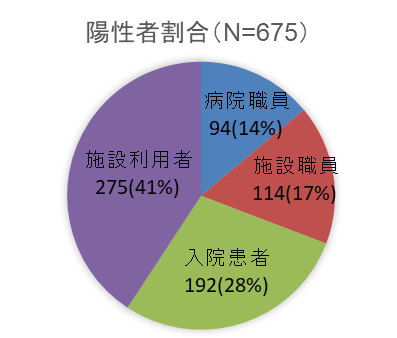 陽性者割合（N=675）
病院職員
94(14%)
施設職員
114(17%)
入院患者
192(28%)
施設利用者
275(41%)